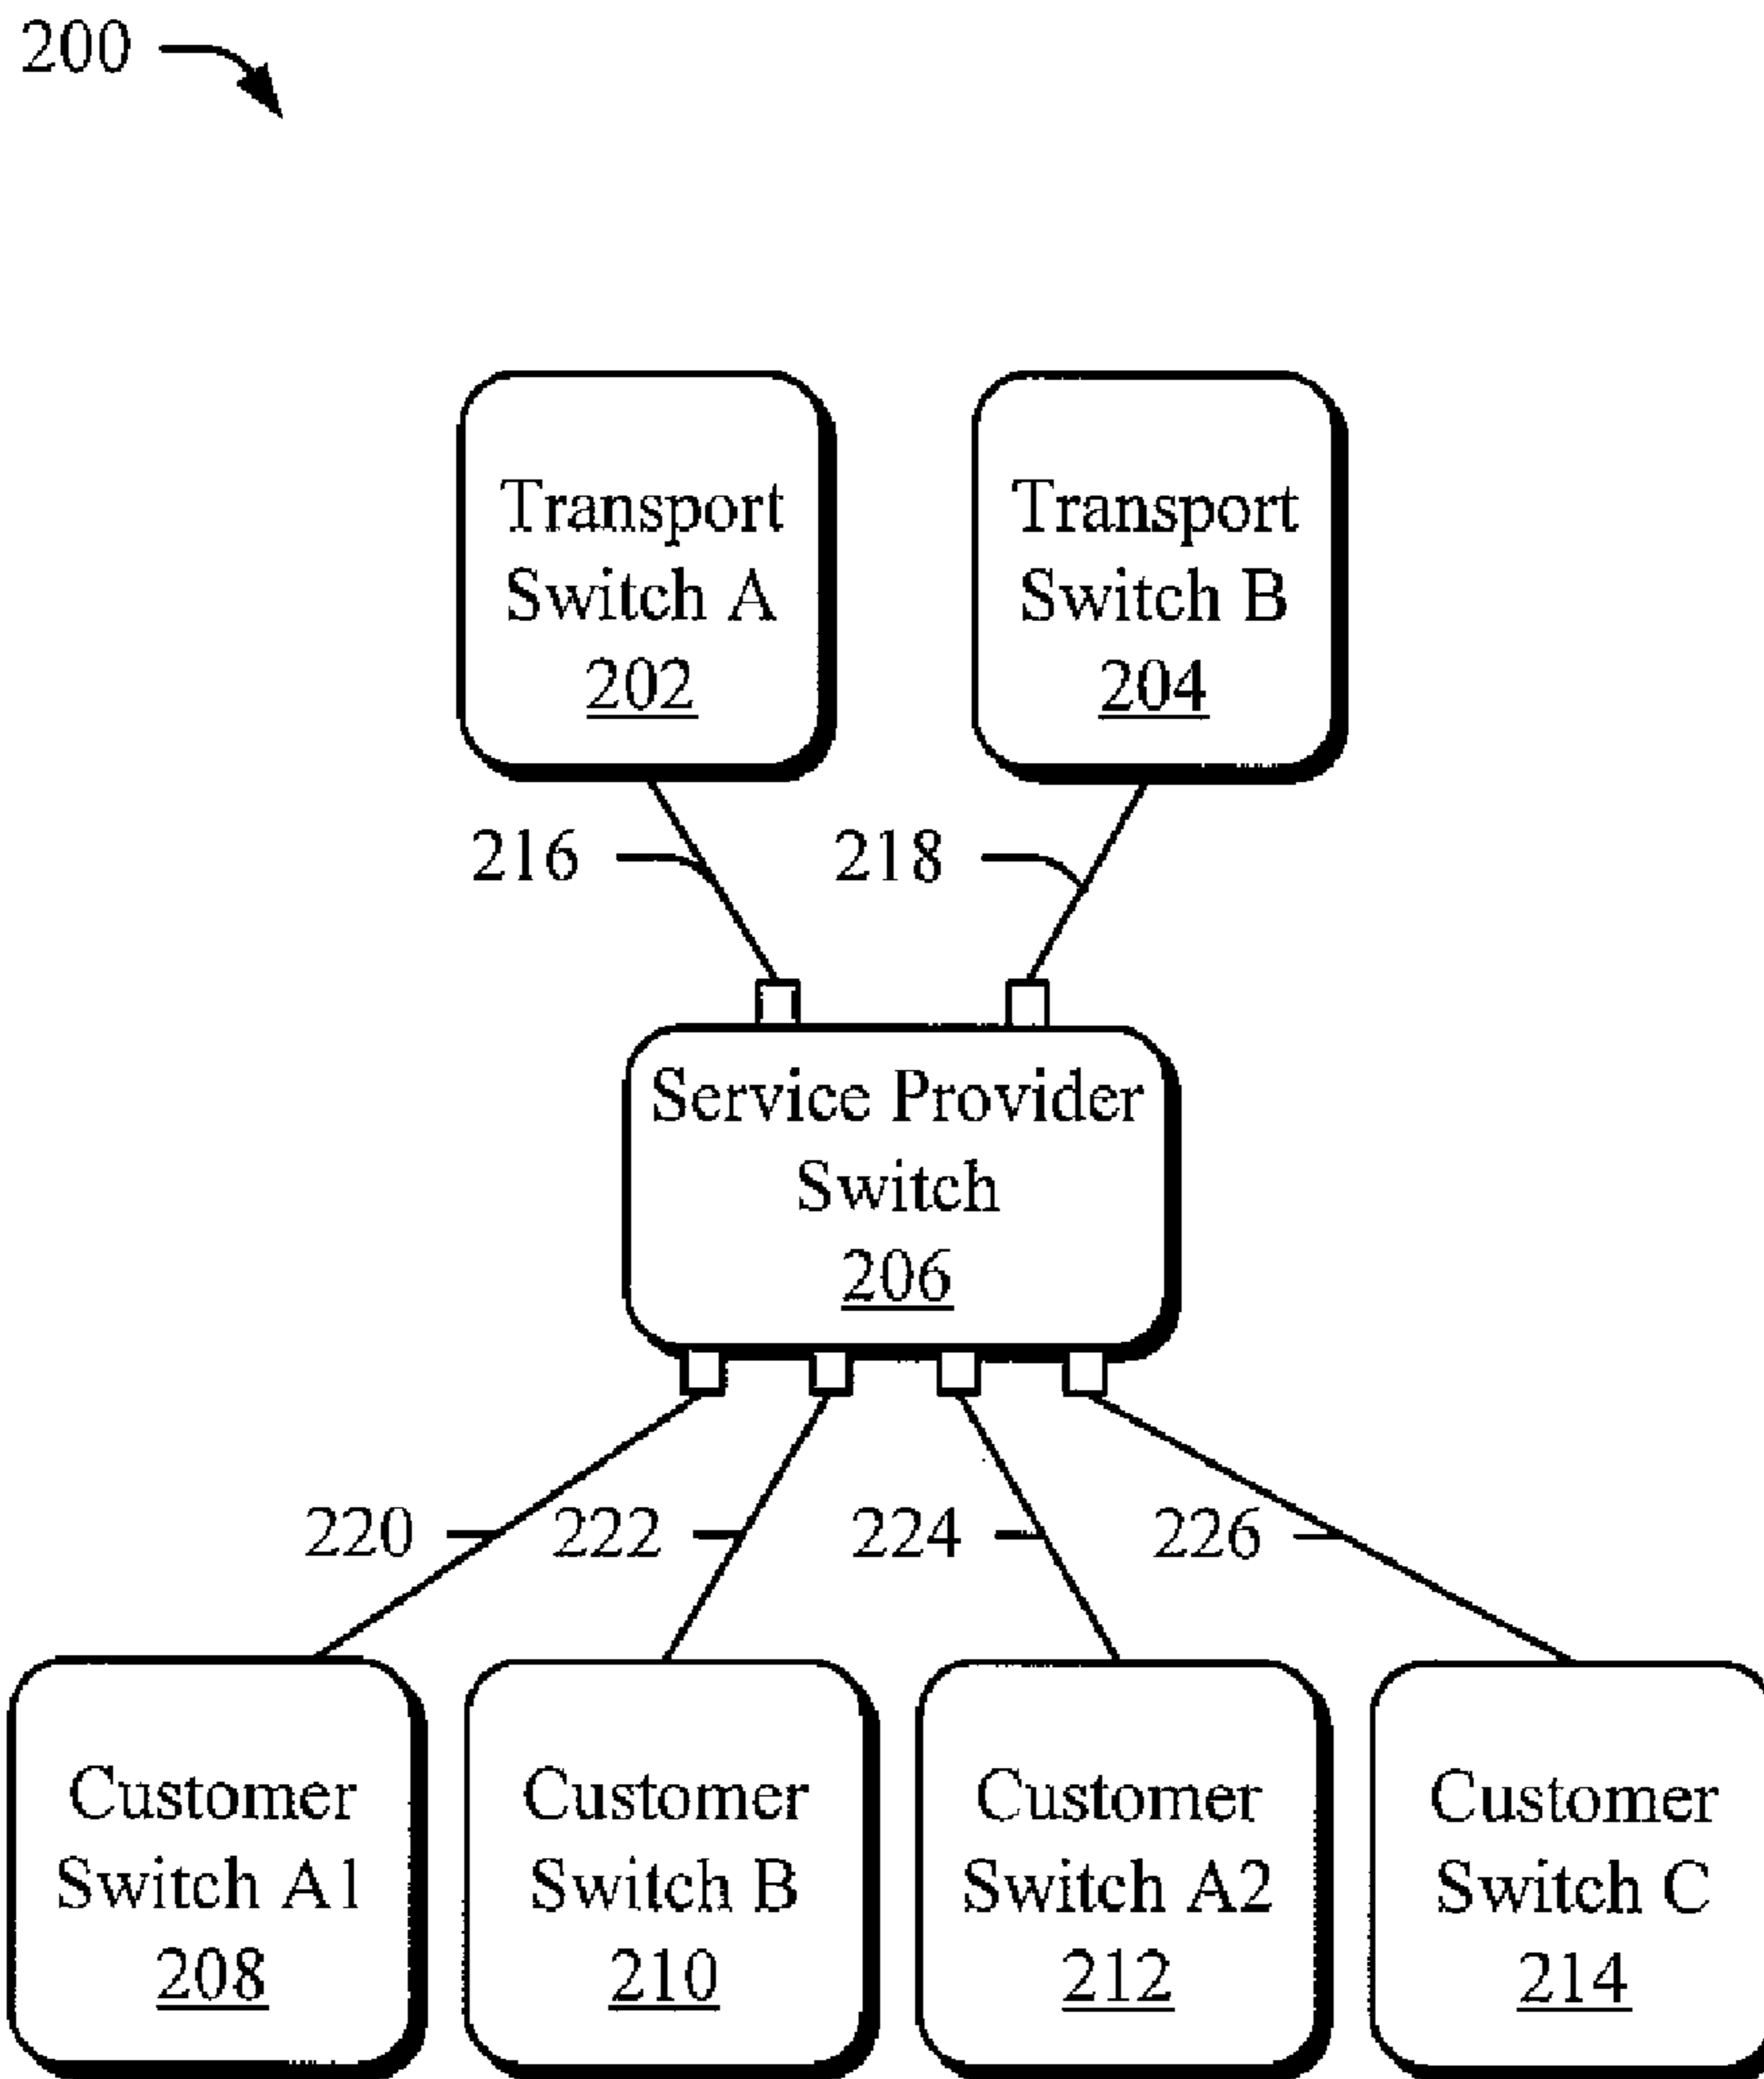 200
Transport
Switch A
202
Transport
Switch B
204
216
218
Service Provider
Switch
206
220
222
224
226
Customer
Switch A1
208
Customer
Switch B
210
Customer
Switch A2
212
Customer
Switch C
214